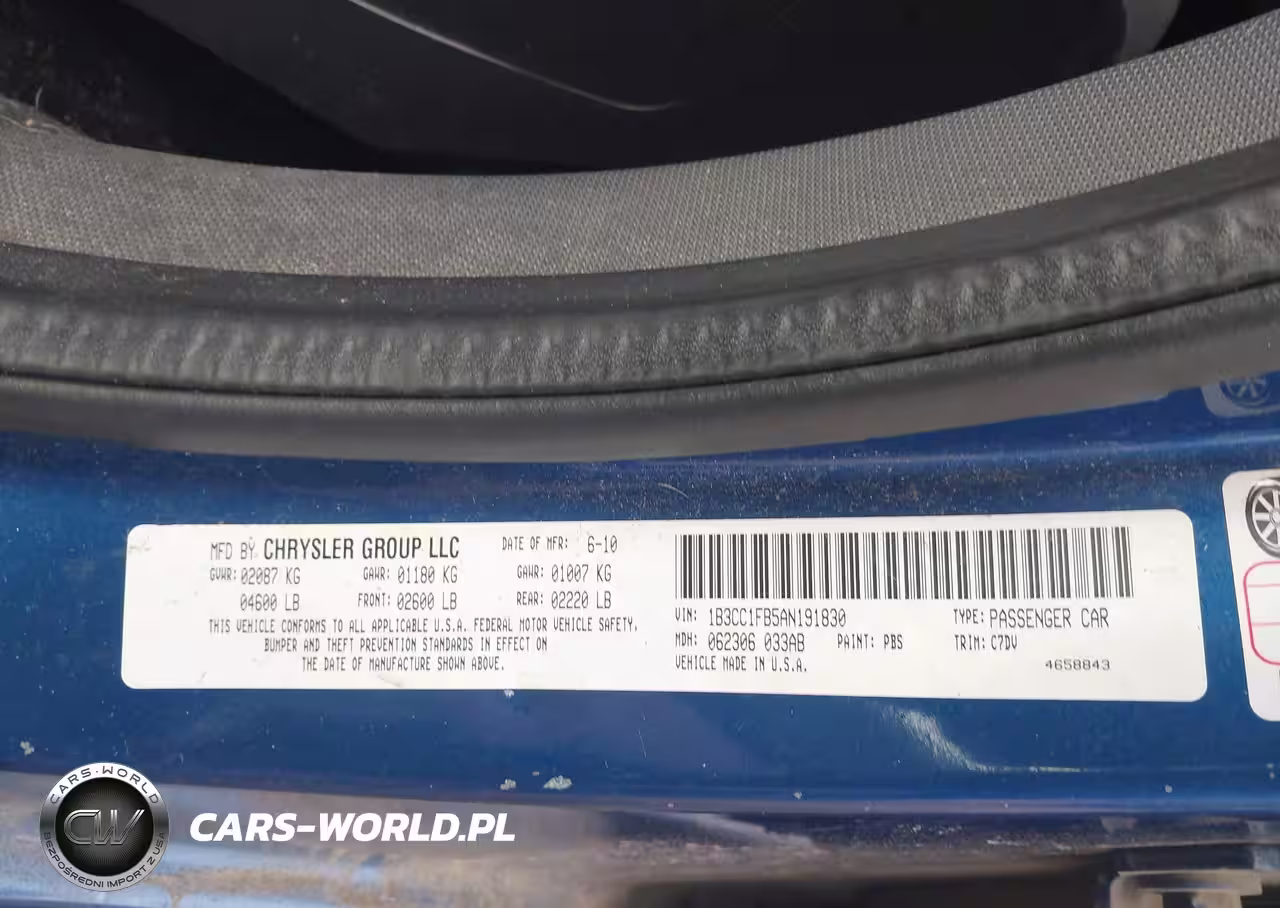 MFD BY CHRYSLER GROUP LLC DATE OF MFR: 6-10
GVWR: 02087 KG GAWR: 01180 KG GAWR: 01007 KG
04600 LB FRONT: 02600 LB REAR: 02220 LB
THIS VEHICLE CONFORMS TO ALL APPLICABLE U.S.A. FEDERAL MOTOR VEHICLE SAFETY,
BUMPER AND THEFT PREVENTION STANDARDS IN EFFECT ON
THE DATE OF MANUFACTURE SHOWN ABOVE.
VIN: 1B3CC1FB5AN191830 TYPE: PASSENGER CAR
MDH: 062306 033AB PAINT: PBS TRIM: C7DV
VEHICLE MADE IN U.S.A. 4658843
CARS-WORLD
CW
BEZPOŚREDNI IMPORT Z USA
CARS-WORLD.PL